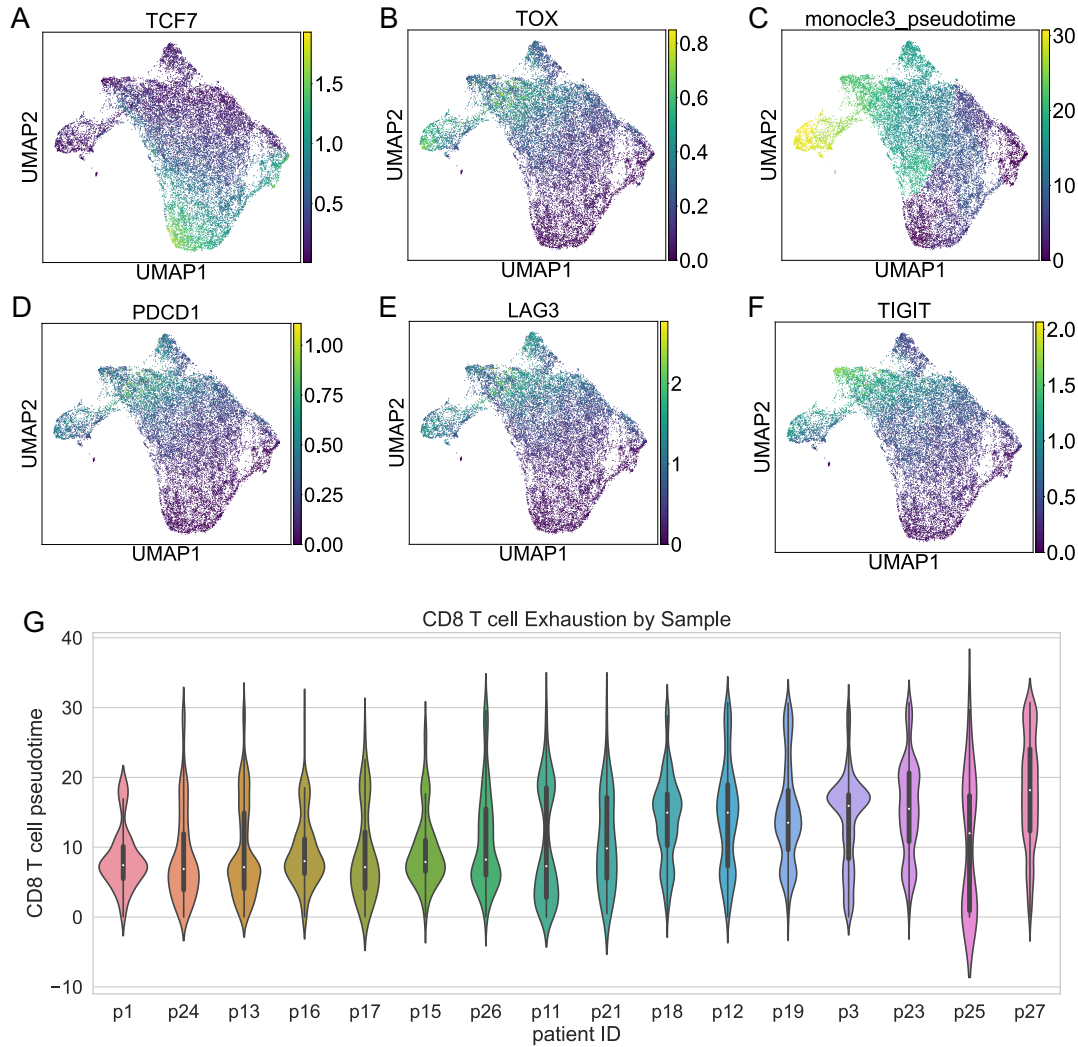 A
TCF7
UMAP2
UMAP1
1.5
1.0
0.5
B
TOX
UMAP2
UMAP1
0.8
0.6
0.4
0.2
0.0
C
monocle3_pseudotime
UMAP2
UMAP1
30
20
10
0
D
PDCD1
UMAP2
UMAP1
1.00
0.75
0.50
0.25
0.00
E
LAG3
UMAP2
UMAP1
2
1
0
F
TIGIT
UMAP2
UMAP1
2.0
1.5
1.0
0.5
0.0
G
CD8 T cell Exhaustion by Sample
CD8 T cell pseudotime
40
30
20
10
0
−10
p1 p24 p13 p16 p17 p15 p26 p11 p21 p18 p12 p19 p3 p23 p25 p27
patient ID